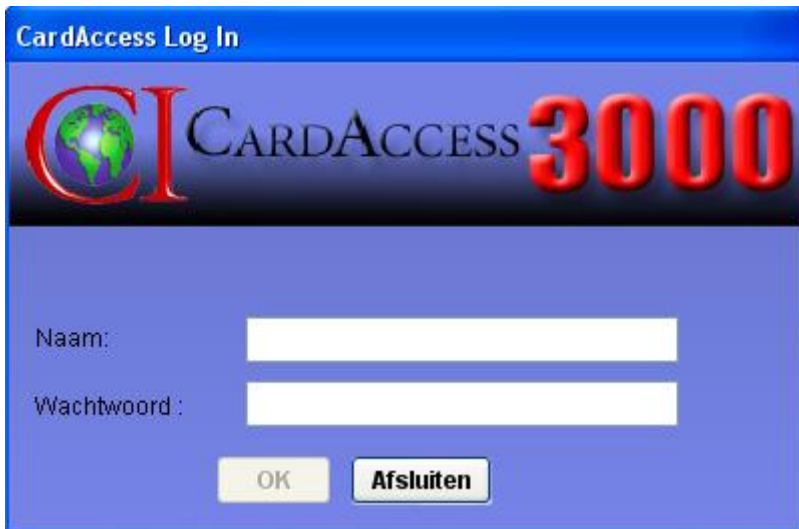 CardAccess Log In
CI CARDACCESS 3000
Naam:
Wachtwoord :
OK Afsluiten